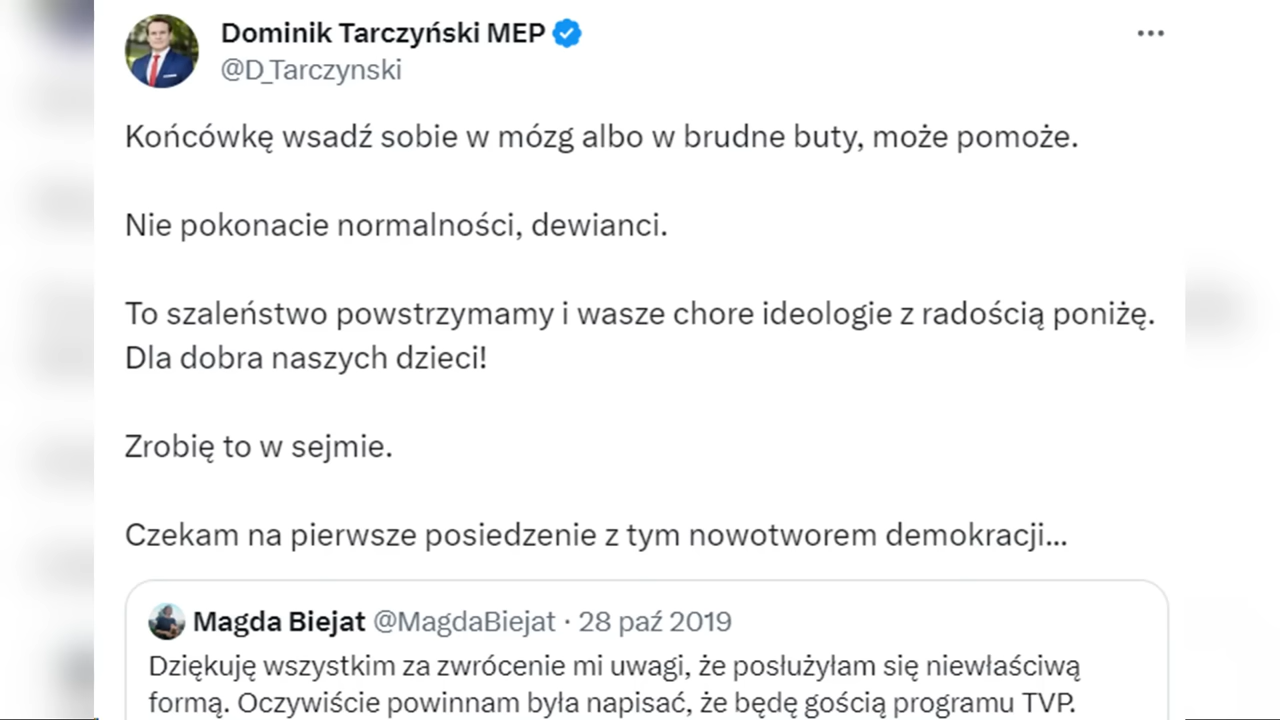 Dominik Tarczyński MEP
@D_Tarczynski
Końcówkę wsadź sobie w mózg albo w brudne buty, może pomoże.
Nie pokonacie normalności, dewianci.
To szaleństwo powstrzymamy i wasze chore ideologie z radością poniżę.
Dla dobra naszych dzieci!
Zrobię to w sejmie.
Czekam na pierwsze posiedzenie z tym nowotworem demokracji...
Magda Biejat @MagdaBiejat · 28 paź 2019
Dziękuję wszystkim za zwrócenie mi uwagi, że posłużyłam się niewłaściwą
formą. Oczywiście powinnam była napisać, że będę gością programu TVP.